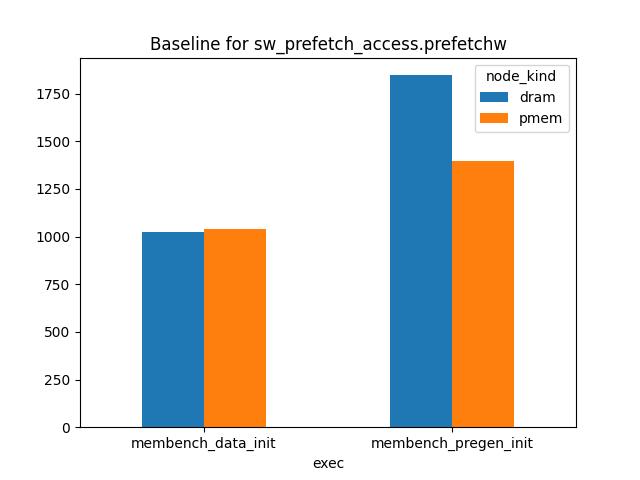 Baseline for sw_prefetch_access.prefetchw
node_kind
dram
pmem
1750
1500
1250
1000
750
500
250
0
membench_data_init
membench_pregen_init
exec